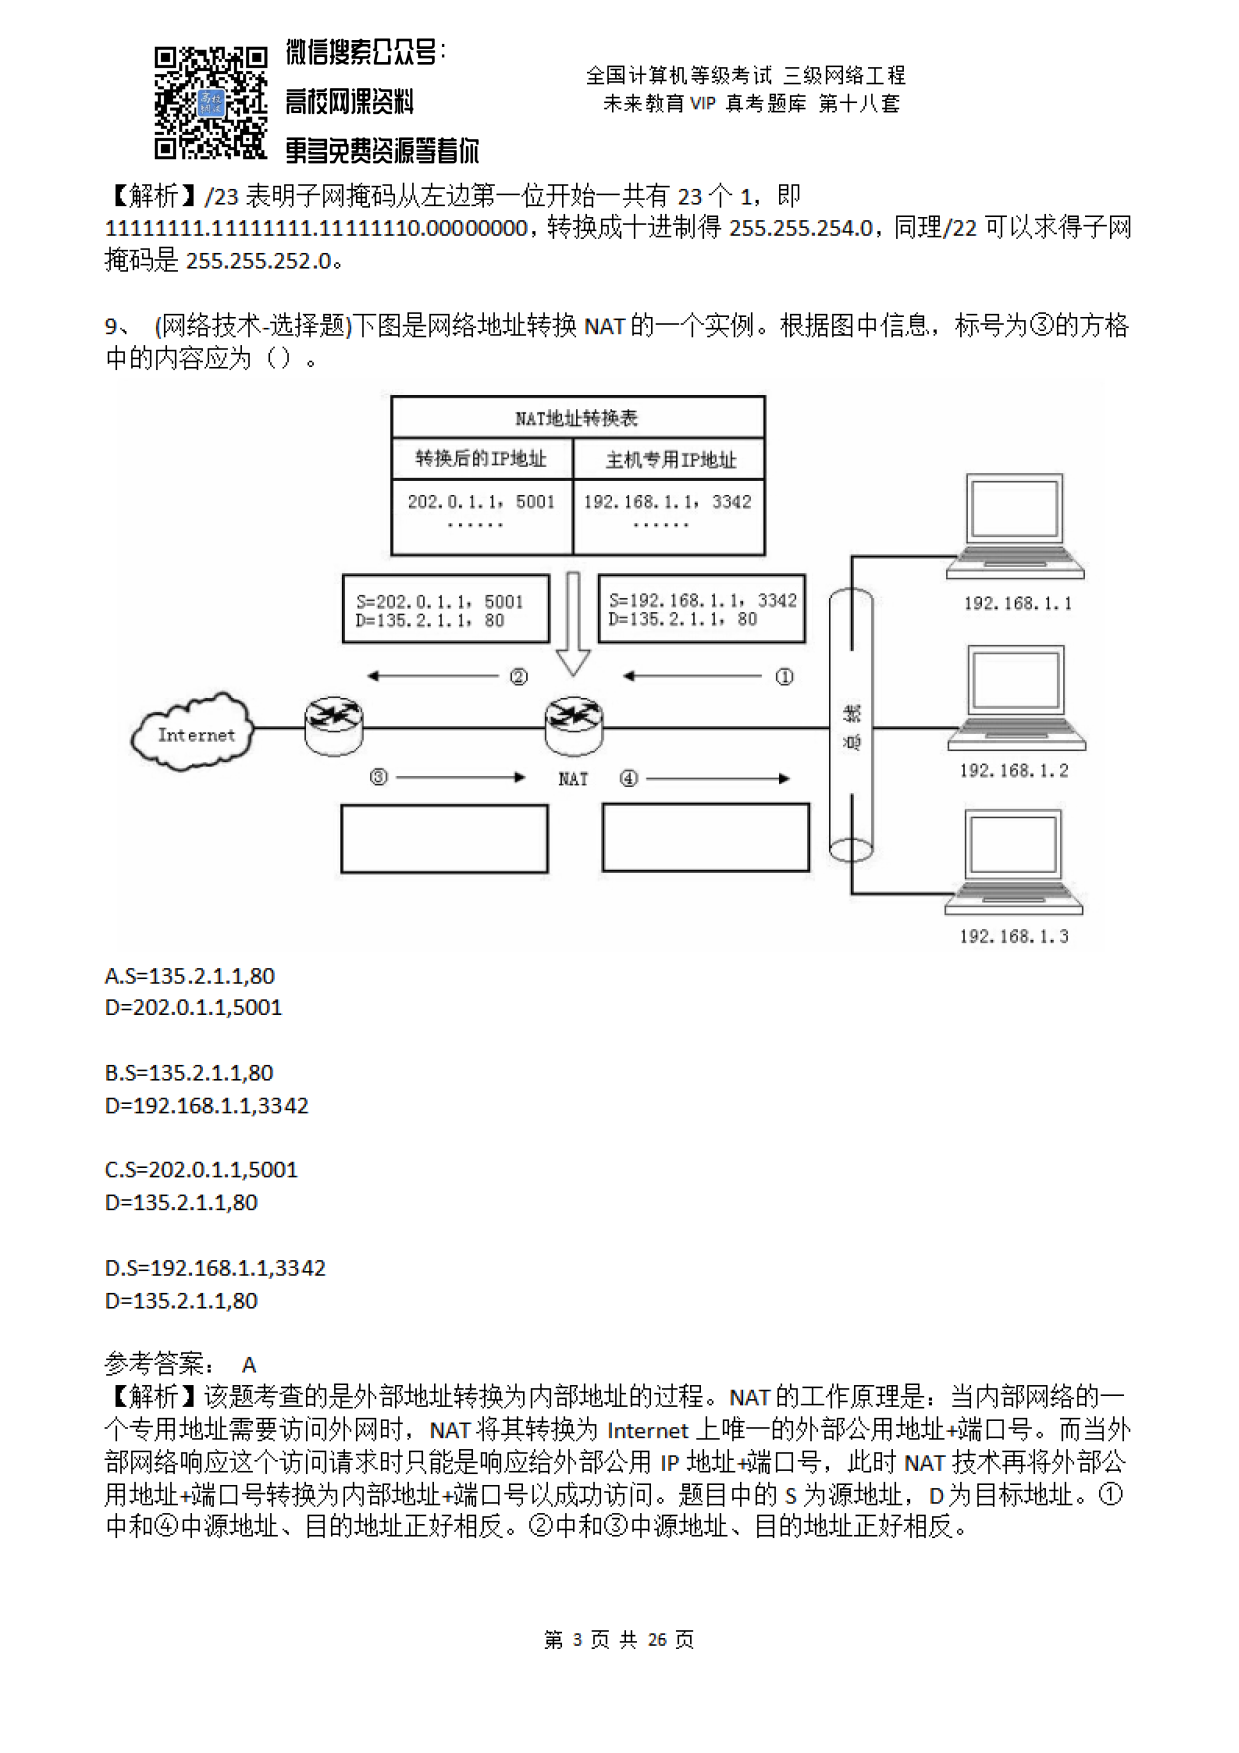 微信搜索公众号：
高校网课资料
更多免费资源等着你
全国计算机等级考试 三级网络工程
未来教育 VIP 真考题库 第十八套
【解析】/23 表明子网掩码从左边第一位开始一共有 23 个 1，即
11111111.11111111.11111110.00000000，转换成十进制得 255.255.254.0，同理/22 可以求得子网
掩码是 255.255.252.0。
9、 (网络技术-选择题)下图是网络地址转换 NAT 的一个实例。根据图中信息，标号为③的方格
中的内容应为（）。
NAT地址转换表
转换后的IP地址 主机专用IP地址
202.0.1.1，5001 192.168.1.1，3342
...... ......
S=202.0.1.1，5001
D=135.2.1.1，80
S=192.168.1.1，3342
D=135.2.1.1，80
192.168.1.1
② ①
Internet
总线
192.168.1.2
③ NAT ④
192.168.1.3
A.S=135.2.1.1,80
D=202.0.1.1,5001
B.S=135.2.1.1,80
D=192.168.1.1,3342
C.S=202.0.1.1,5001
D=135.2.1.1,80
D.S=192.168.1.1,3342
D=135.2.1.1,80
参考答案： A
【解析】该题考查的是外部地址转换为内部地址的过程。NAT 的工作原理是：当内部网络的一
个专用地址需要访问外网时，NAT 将其转换为 Internet 上唯一的外部公用地址+端口号。而当外
部网络响应这个访问请求时只能是响应给外部公用 IP 地址+端口号，此时 NAT 技术再将外部公
用地址+端口号转换为内部地址+端口号以成功访问。题目中的 S 为源地址，D 为目标地址。①
中和④中源地址、目的地址正好相反。②中和③中源地址、目的地址正好相反。
第 3 页 共 26 页